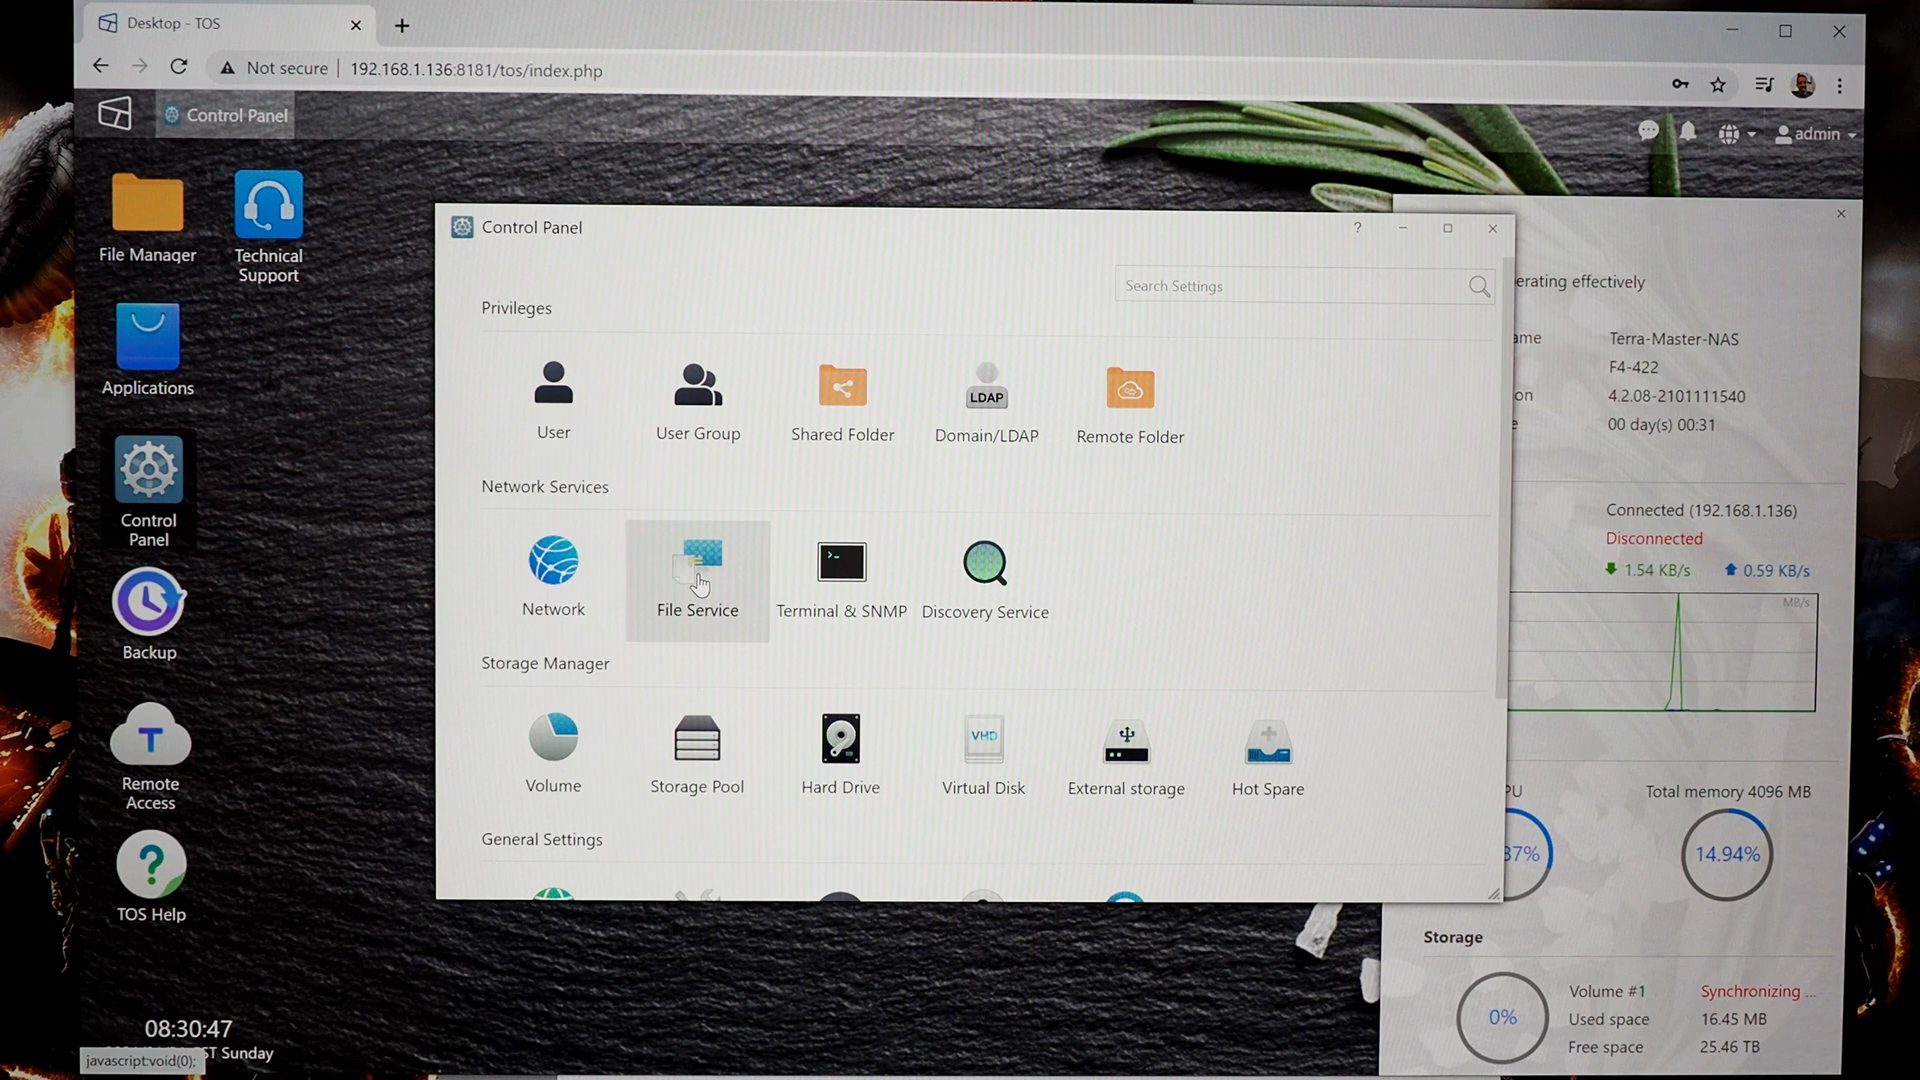 Desktop - TOS
Not secure | 192.168.1.136:8181/tos/index.php
Control Panel
admin
File Manager
Technical
Support
Applications
Control
Panel
Backup
T
Remote
Access
?
TOS Help
08:30:47
ST Sunday
javascript:void(0);
Control Panel
?
Search Settings
Privileges
User
User Group
Shared Folder
LDAP
Domain/LDAP
Remote Folder
Network Services
Network
File Service
>-
Terminal & SNMP
Discovery Service
Storage Manager
Volume
Storage Pool
Hard Drive
VHD
Virtual Disk
External storage
Hot Spare
General Settings
erating effectively
ame Terra-Master-NAS
F4-422
on 4.2.08-2101111540
e 00 day(s) 00:31
Connected (192.168.1.136)
Disconnected
1.54 KB/s 0.59 KB/s
MB/s
PU Total memory 4096 MB
37% 14.94%
Storage
0%
Volume #1 Synchronizing ...
Used space 16.45 MB
Free space 25.46 TB